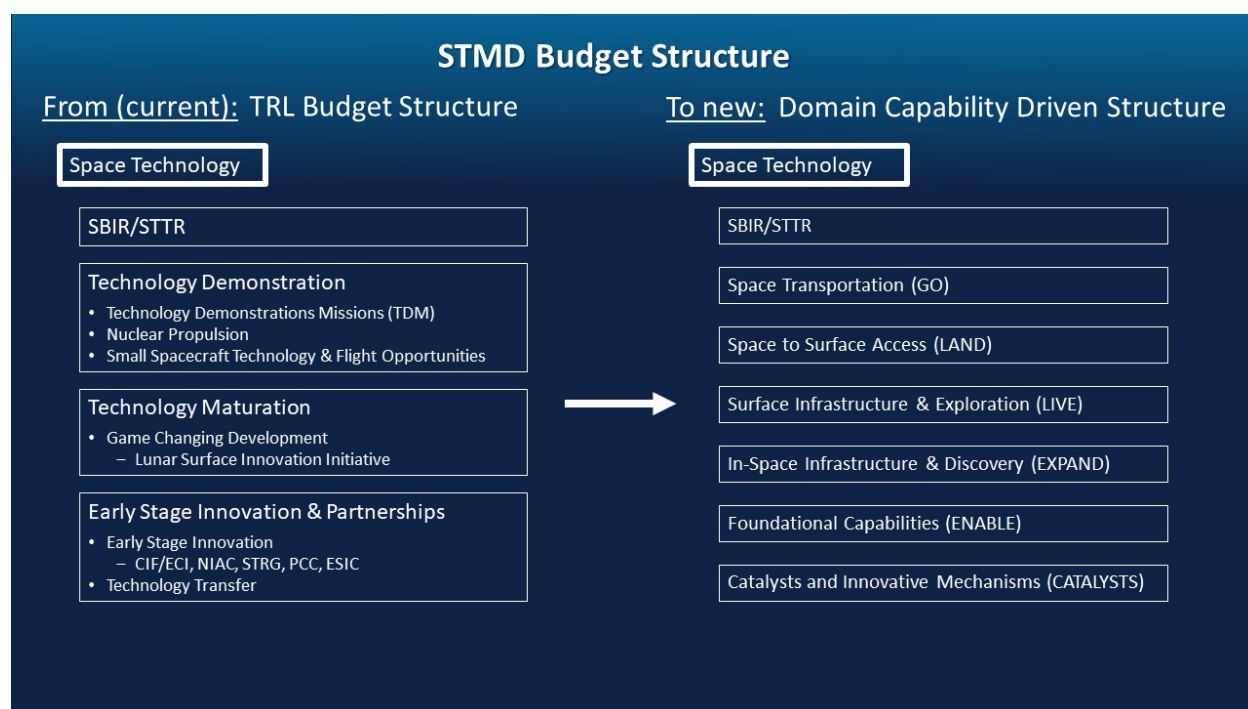 STMD Budget Structure
From (current): TRL Budget Structure
Space Technology
SBIR/STTR
Technology Demonstration
• Technology Demonstrations Missions (TDM)
• Nuclear Propulsion
• Small Spacecraft Technology & Flight Opportunities
Technology Maturation
• Game Changing Development
– Lunar Surface Innovation Initiative
Early Stage Innovation & Partnerships
• Early Stage Innovation
– CIF/ECI, NIAC, STRG, PCC, ESIC
• Technology Transfer
To new: Domain Capability Driven Structure
Space Technology
SBIR/STTR
Space Transportation (GO)
Space to Surface Access (LAND)
Surface Infrastructure & Exploration (LIVE)
In-Space Infrastructure & Discovery (EXPAND)
Foundational Capabilities (ENABLE)
Catalysts and Innovative Mechanisms (CATALYSTS)